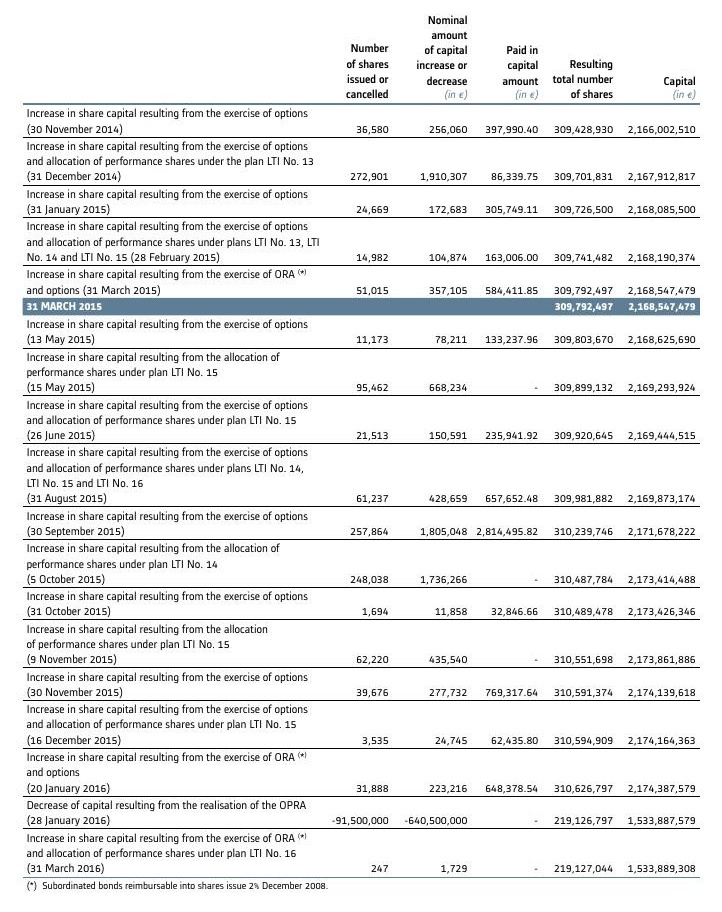 Number of shares issued or cancelled
Nominal amount of capital increase or decrease (in €)
Paid in capital amount (in €)
Resulting total number of shares
Capital (in €)
Increase in share capital resulting from the exercise of options
(30 November 2014) 36,580 256,060 397,990.40 309,428,930 2,166,002,510
Increase in share capital resulting from the exercise of options
and allocation of performance shares under the plan LTI No. 13
(31 December 2014) 272,901 1,910,307 86,339.75 309,701,831 2,167,912,817
Increase in share capital resulting from the exercise of options
(31 January 2015) 24,669 172,683 305,749.11 309,726,500 2,168,085,500
Increase in share capital resulting from the exercise of options
and allocation of performance shares under plans LTI No. 13, LTI
No. 14 and LTI No. 15 (28 February 2015) 14,982 104,874 163,006.00 309,741,482 2,168,190,374
Increase in share capital resulting from the exercise of ORA (*)
and options (31 March 2015) 51,015 357,105 584,411.85 309,792,497 2,168,547,479
31 MARCH 2015 309,792,497 2,168,547,479
Increase in share capital resulting from the exercise of options
(13 May 2015) 11,173 78,211 133,237.96 309,803,670 2,168,625,690
Increase in share capital resulting from the allocation of
performance shares under plan LTI No. 15
(15 May 2015) 95,462 668,234 - 309,899,132 2,169,293,924
Increase in share capital resulting from the exercise of options
and allocation of performance shares under plan LTI No. 15
(26 June 2015) 21,513 150,591 235,941.92 309,920,645 2,169,444,515
Increase in share capital resulting from the exercise of options
and allocation of performance shares under plans LTI No. 14,
LTI No. 15 and LTI No. 16
(31 August 2015) 61,237 428,659 657,652.48 309,981,882 2,169,873,174
Increase in share capital resulting from the exercise of options
(30 September 2015) 257,864 1,805,048 2,814,495.82 310,239,746 2,171,678,222
Increase in share capital resulting from the allocation of
performance shares under plan LTI No. 14
(5 October 2015) 248,038 1,736,266 - 310,487,784 2,173,414,488
Increase in share capital resulting from the exercise of options
(31 October 2015) 1,694 11,858 32,846.66 310,489,478 2,173,426,346
Increase in share capital resulting from the allocation
of performance shares under plan LTI No. 15
(9 November 2015) 62,220 435,540 - 310,551,698 2,173,861,886
Increase in share capital resulting from the exercise of options
(30 November 2015) 39,676 277,732 769,317.64 310,591,374 2,174,139,618
Increase in share capital resulting from the exercise of options
and allocation of performance shares under plan LTI No. 15
(16 December 2015) 3,535 24,745 62,435.80 310,594,909 2,174,164,363
Increase in share capital resulting from the exercise of ORA (*)
and options
(20 January 2016) 31,888 223,216 648,378.54 310,626,797 2,174,387,579
Decrease of capital resulting from the realisation of the OPRA
(28 January 2016) -91,500,000 -640,500,000 - 219,126,797 1,533,887,579
Increase in share capital resulting from the exercise of ORA (*)
and allocation of performance shares under plan LTI No. 16
(31 March 2016) 247 1,729 - 219,127,044 1,533,889,308
(*) Subordinated bonds reimbursable into shares issue 2% December 2008.